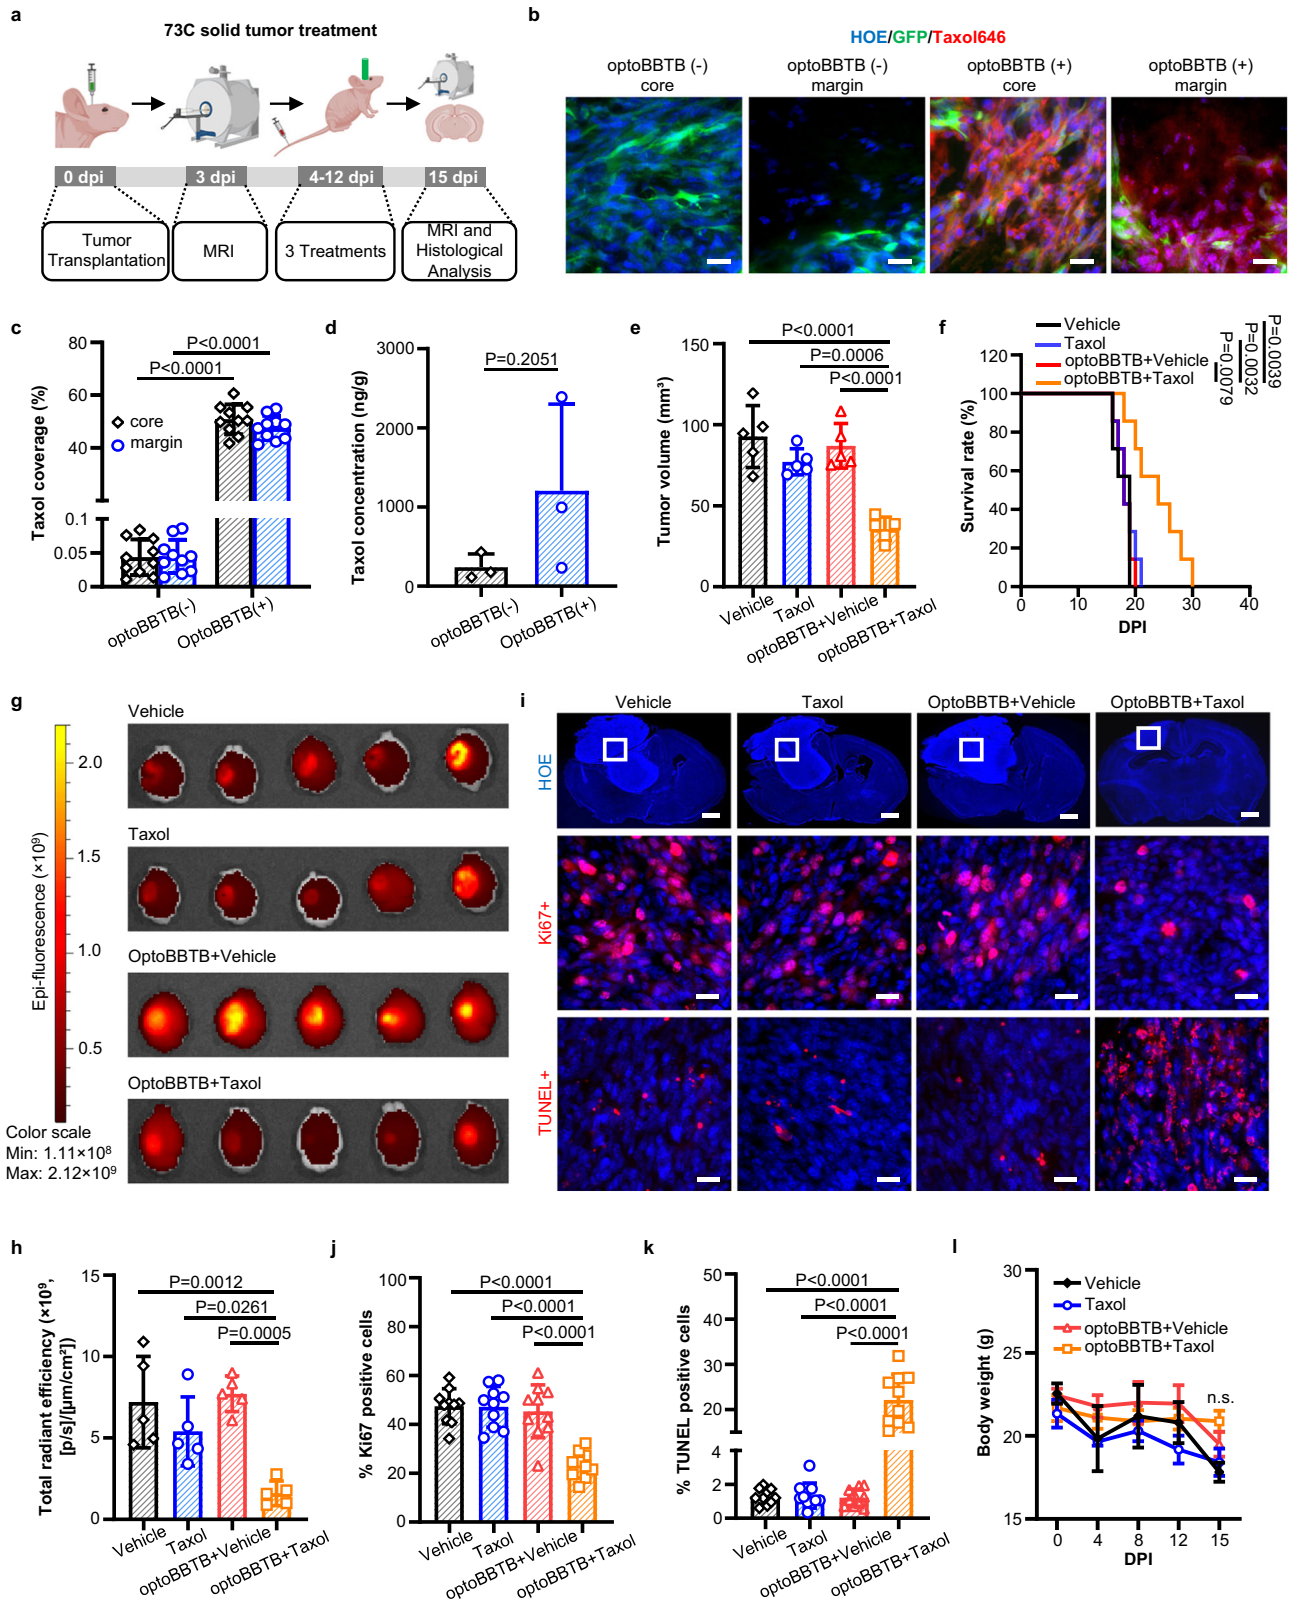 a
73C solid tumor treatment
0 dpi
3 dpi
4-12 dpi
15 dpi
Tumor
Transplantation
MRI
3 Treatments
MRI and
Histological
Analysis
b
HOE/GFP/Taxol646
optoBBTB (-)
core
optoBBTB (-)
margin
optoBBTB (+)
core
optoBBTB (+)
margin
c
Taxol coverage (%)
80
60
40
0.1
0.05
0
P<0.0001
P<0.0001
core
margin
optoBBTB(-)
OptoBBTB(+)
d
Taxol concentration (ng/g)
3000
2000
1000
0
P=0.2051
optoBBTB(-)
OptoBBTB(+)
e
Tumor volume (mm³)
150
100
50
0
P<0.0001
P=0.0006
P<0.0001
Vehicle
Taxol
optoBBTB+Vehicle
optoBBTB+Taxol
f
Vehicle
Taxol
optoBBTB+Vehicle
optoBBTB+Taxol
P=0.0079
P=0.0032
P=0.0039
Survival rate (%)
120
100
80
60
40
20
0
0
10
20
30
40
DPI
g
Epi-fluorescence (×10⁹)
2.0
1.5
1.0
0.5
Color scale
Min: 1.11×10⁸
Max: 2.12×10⁹
Vehicle
Taxol
OptoBBTB+Vehicle
OptoBBTB+Taxol
i
Vehicle
Taxol
OptoBBTB+Vehicle
OptoBBTB+Taxol
HOE
Ki67+
TUNEL+
h
Total radiant efficiency (×10⁹,
[p/s]/[µm/cm²])
15
10
5
0
P=0.0012
P=0.0261
P=0.0005
Vehicle
Taxol
optoBBTB+Vehicle
optoBBTB+Taxol
j
% Ki67 positive cells
100
80
60
40
20
0
P<0.0001
P<0.0001
P<0.0001
Vehicle
Taxol
optoBBTB+Vehicle
optoBBTB+Taxol
k
% TUNEL positive cells
50
40
30
20
4
2
0
P<0.0001
P<0.0001
P<0.0001
Vehicle
Taxol
optoBBTB+Vehicle
optoBBTB+Taxol
l
Body weight (g)
30
25
20
15
Vehicle
Taxol
optoBBTB+Vehicle
optoBBTB+Taxol
n.s.
0
4
8
12
15
DPI